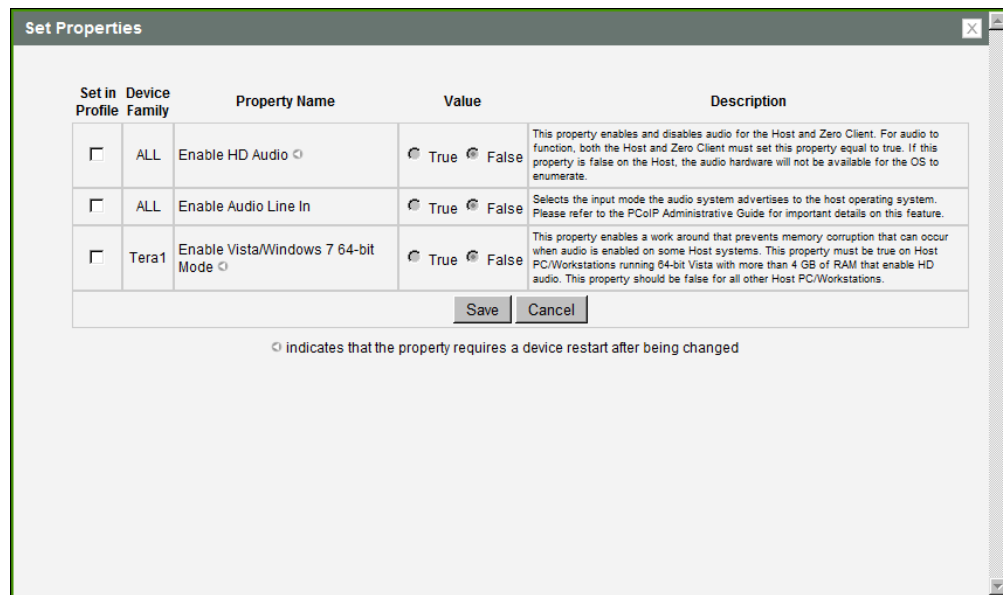 Set Properties
Set in Profile
Device Family
Property Name
Value
Description
ALL
Enable HD Audio
True False
This property enables and disables audio for the Host and Zero Client. For audio to
function, both the Host and Zero Client must set this property equal to true. If this
property is false on the Host, the audio hardware will not be available for the OS to
enumerate.
ALL
Enable Audio Line In
True False
Selects the input mode the audio system advertises to the host operating system.
Please refer to the PCoIP Administrative Guide for important details on this feature.
Tera1
Enable Vista/Windows 7 64-bit
Mode
True False
This property enables a work around that prevents memory corruption that can occur
when audio is enabled on some Host systems. This property must be true on Host
PC/Workstations running 64-bit Vista with more than 4 GB of RAM that enable HD
audio. This property should be false for all other Host PC/Workstations.
Save Cancel
indicates that the property requires a device restart after being changed